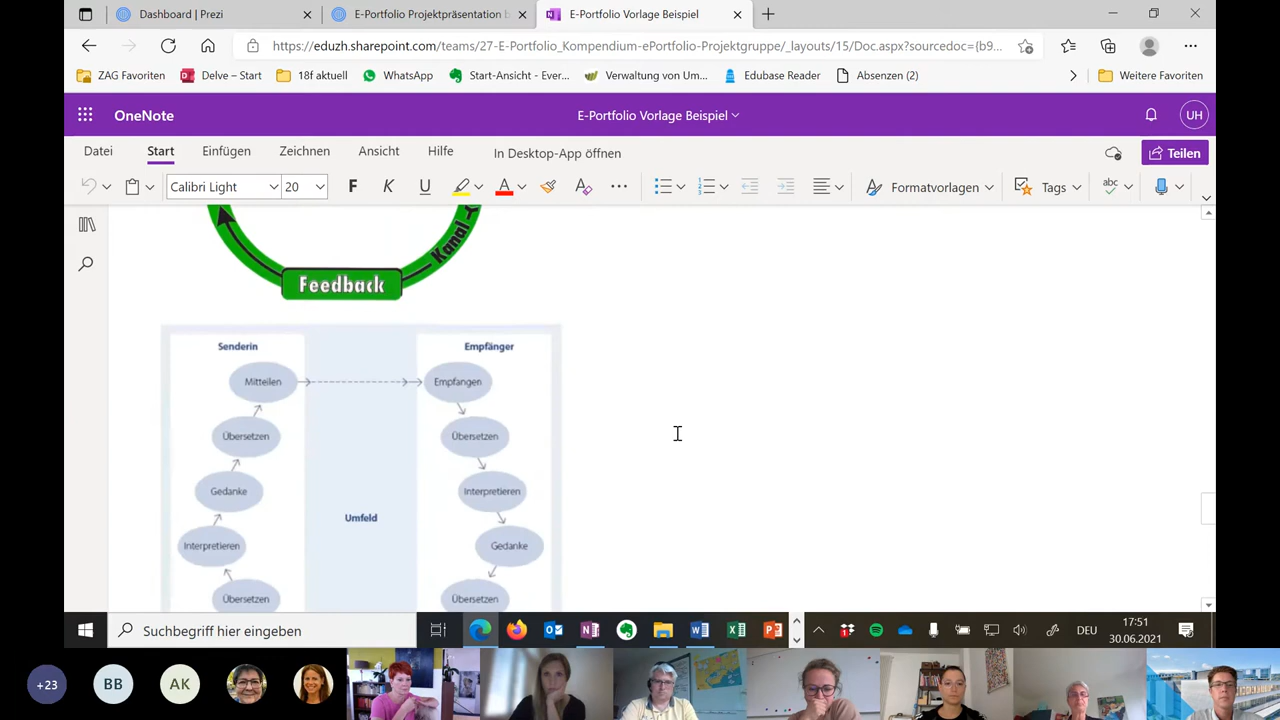 Dashboard | Prezi
E-Portfolio Projektpräsentation b
E-Portfolio Vorlage Beispiel
https://eduzh.sharepoint.com/teams/27-E-Portfolio_Kompendium-ePortfolio-Projektgruppe/_layouts/15/Doc.aspx?sourcedoc={b9...
ZAG Favoriten
Delve – Start
18f aktuell
WhatsApp
Start-Ansicht - Ever...
Verwaltung von Um...
Edubase Reader
Absenzen (2)
Weitere Favoriten
OneNote
E-Portfolio Vorlage Beispiel
UH
Datei
Start
Einfügen
Zeichnen
Ansicht
Hilfe
In Desktop-App öffnen
Teilen
Calibri Light
20
F
K
U
A
Formatvorlagen
Tags
abc
Kanal
Feedback
Senderin
Empfänger
Mitteilen
Empfangen
Übersetzen
Übersetzen
Gedanke
Interpretieren
Umfeld
Interpretieren
Gedanke
Übersetzen
Übersetzen
Suchbegriff hier eingeben
DEU
17:51
30.06.2021
+23
BB
AK